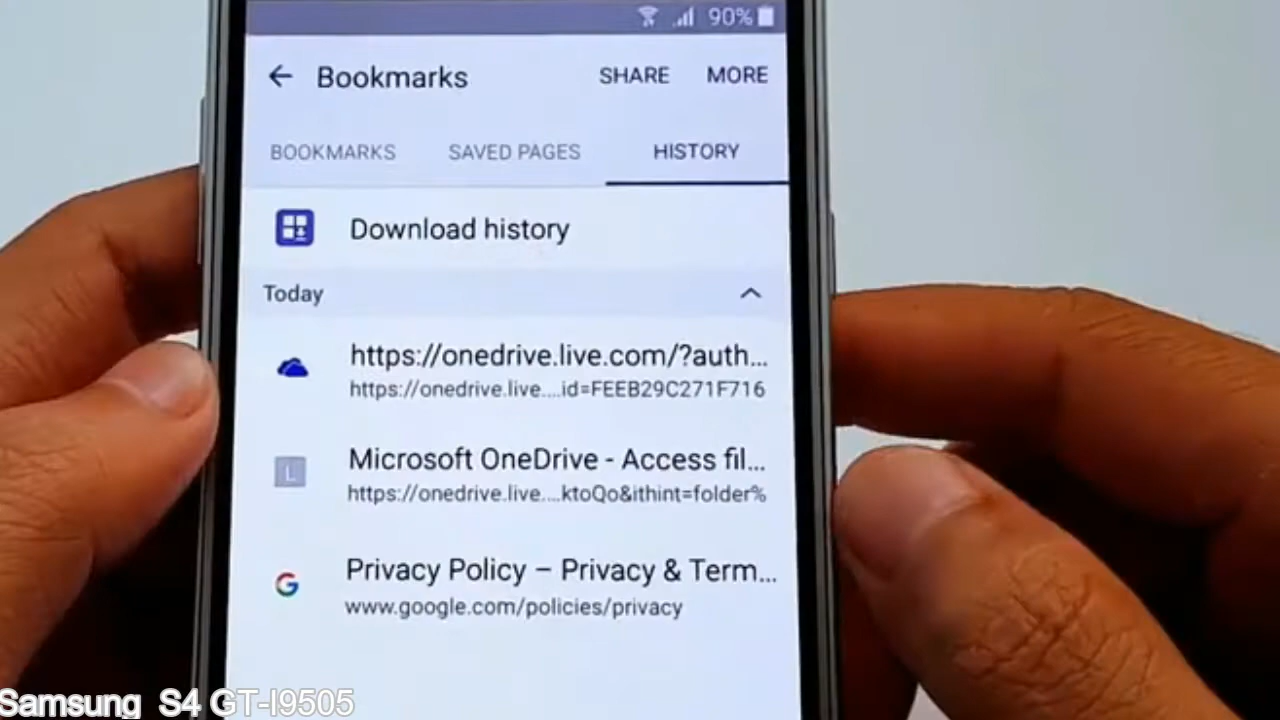 90%
Bookmarks SHARE MORE
BOOKMARKS SAVED PAGES HISTORY
Download history
Today
https://onedrive.live.com/?auth...
https://onedrive.live....id=FEEB29C271F716
L
Microsoft OneDrive - Access fil...
https://onedrive.live....ktoQo&ithint=folder%
G
Privacy Policy – Privacy & Term...
www.google.com/policies/privacy
Samsung S4 GT-I9505